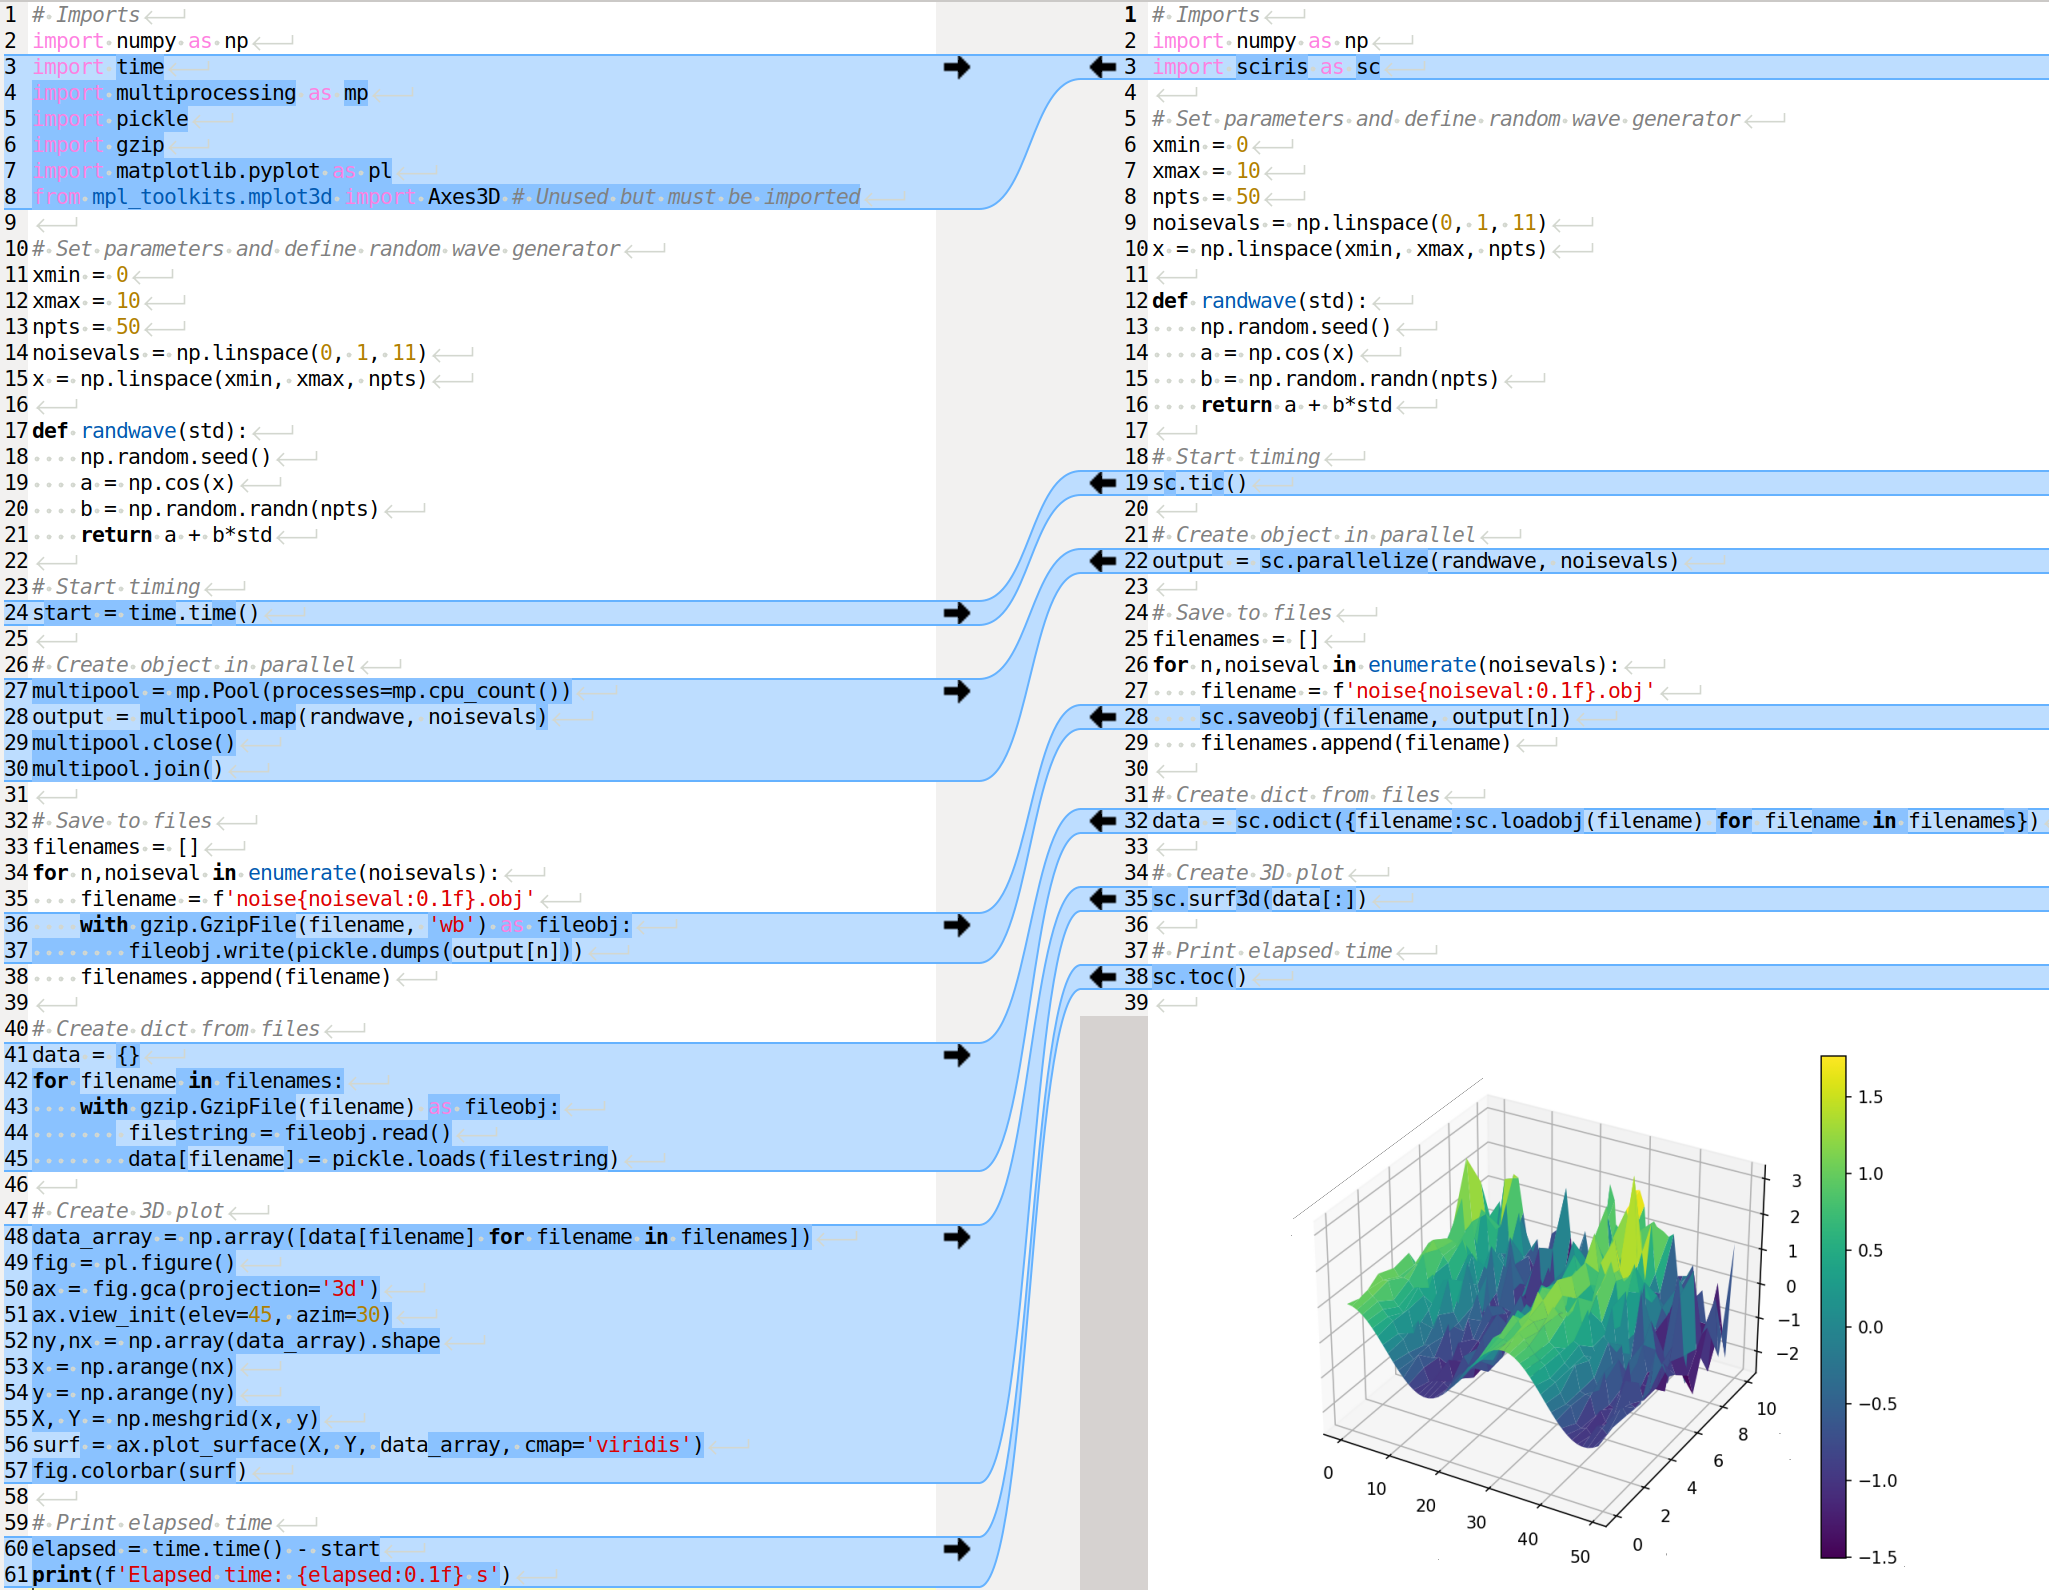 1 # Imports
2 import numpy as np
3 import time
4 import multiprocessing as mp
5 import pickle
6 import gzip
7 import matplotlib.pyplot as pl
8 from mpl_toolkits.mplot3d import Axes3D # Unused but must be imported
9
10 # Set parameters and define random wave generator
11 xmin = 0
12 xmax = 10
13 npts = 50
14 noisevals = np.linspace(0, 1, 11)
15 x = np.linspace(xmin, xmax, npts)
16
17 def randwave(std):
18     np.random.seed()
19     a = np.cos(x)
20     b = np.random.randn(npts)
21     return a + b*std
22
23 # Start timing
24 start = time.time()
25
26 # Create object in parallel
27 multipool = mp.Pool(processes=mp.cpu_count())
28 output = multipool.map(randwave, noisevals)
29 multipool.close()
30 multipool.join()
31
32 # Save to files
33 filenames = []
34 for n,noiseval in enumerate(noisevals):
35     filename = f'noise{noiseval:0.1f}.obj'
36     with gzip.GzipFile(filename, 'wb') as fileobj:
37         fileobj.write(pickle.dumps(output[n]))
38     filenames.append(filename)
39
40 # Create dict from files
41 data = {}
42 for filename in filenames:
43     with gzip.GzipFile(filename) as fileobj:
44         filestring = fileobj.read()
45         data[filename] = pickle.loads(filestring)
46
47 # Create 3D plot
48 data_array = np.array([data[filename] for filename in filenames])
49 fig = pl.figure()
50 ax = fig.gca(projection='3d')
51 ax.view_init(elev=45, azim=30)
52 ny,nx = np.array(data_array).shape
53 x = np.arange(nx)
54 y = np.arange(ny)
55 X, Y = np.meshgrid(x, y)
56 surf = ax.plot_surface(X, Y, data_array, cmap='viridis')
57 fig.colorbar(surf)
58
59 # Print elapsed time
60 elapsed = time.time() - start
61 print(f'Elapsed time: {elapsed:0.1f} s')
1 # Imports
2 import numpy as np
3 import sciris as sc
4
5 # Set parameters and define random wave generator
6 xmin = 0
7 xmax = 10
8 npts = 50
9 noisevals = np.linspace(0, 1, 11)
10 x = np.linspace(xmin, xmax, npts)
11
12 def randwave(std):
13     np.random.seed()
14     a = np.cos(x)
15     b = np.random.randn(npts)
16     return a + b*std
17
18 # Start timing
19 sc.tic()
20
21 # Create object in parallel
22 output = sc.parallelize(randwave, noisevals)
23
24 # Save to files
25 filenames = []
26 for n,noiseval in enumerate(noisevals):
27     filename = f'noise{noiseval:0.1f}.obj'
28     sc.saveobj(filename, output[n])
29     filenames.append(filename)
30
31 # Create dict from files
32 data = sc.odict({filename:sc.loadobj(filename) for filename in filenames})
33
34 # Create 3D plot
35 sc.surf3d(data[:])
36
37 # Print elapsed time
38 sc.toc()
39
3
2
1
0
−1
−2
10
8
6
4
2
0
0
10
20
30
40
50
1.5
1.0
0.5
0.0
−0.5
−1.0
−1.5